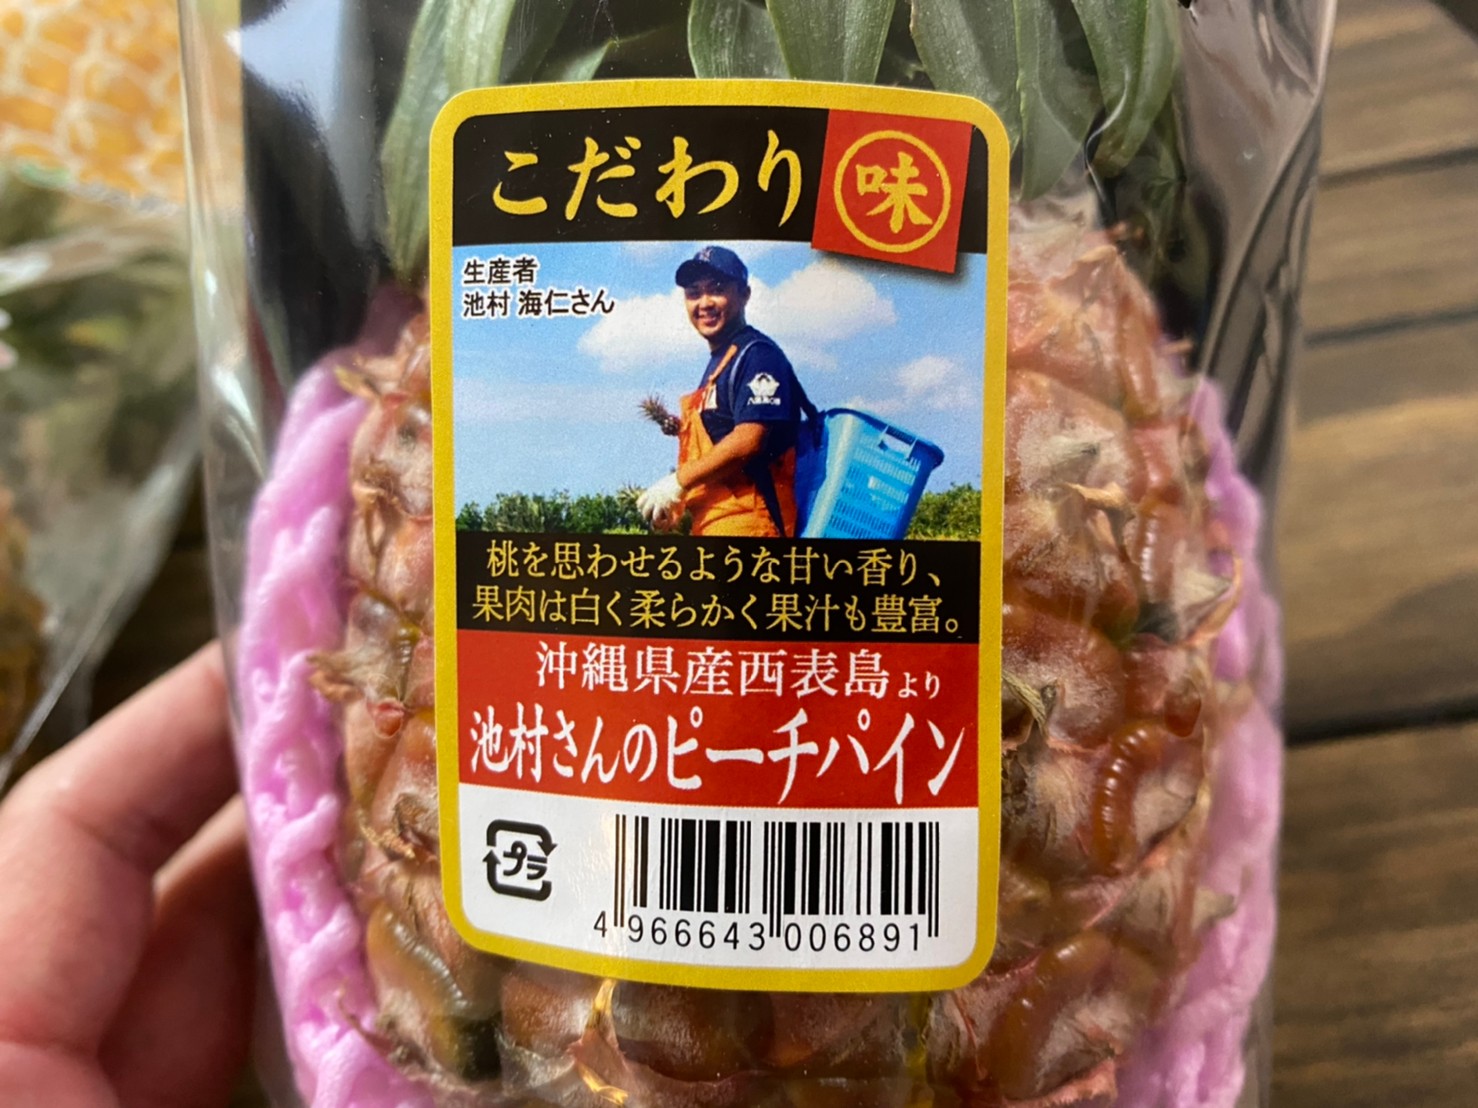 こだわり
味
生産者
池村 海仁さん
桃を思わせるような甘い香り、
果肉は白く柔らかく果汁も豊富。
沖縄県産西表島より
池村さんのピーチパイン
プラ
4 966643 006891